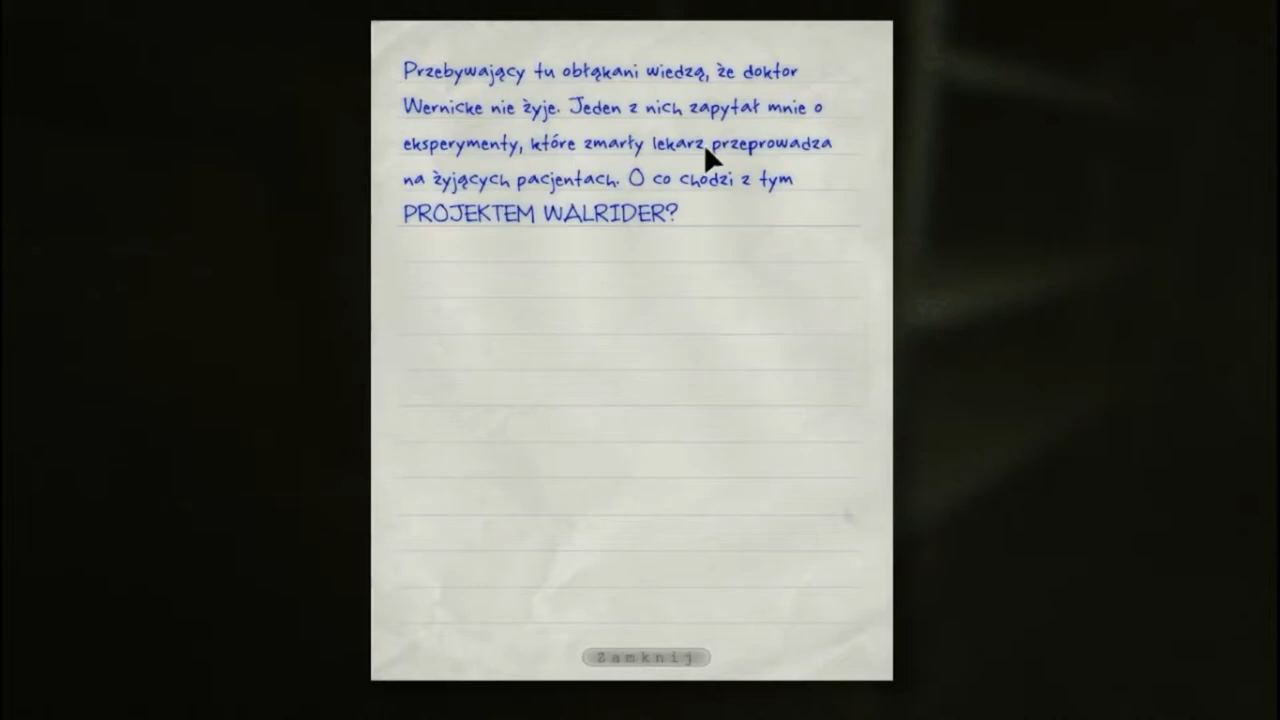 Przebywający tu obłąkani wiedzą, że doktor
Wernicke nie żyje. Jeden z nich zapytał mnie o
eksperymenty, które zmarły lekarz przeprowadza
na żyjących pacjentach. O co chodzi z tym
PROJEKTEM WALRIDER?
Zamknij